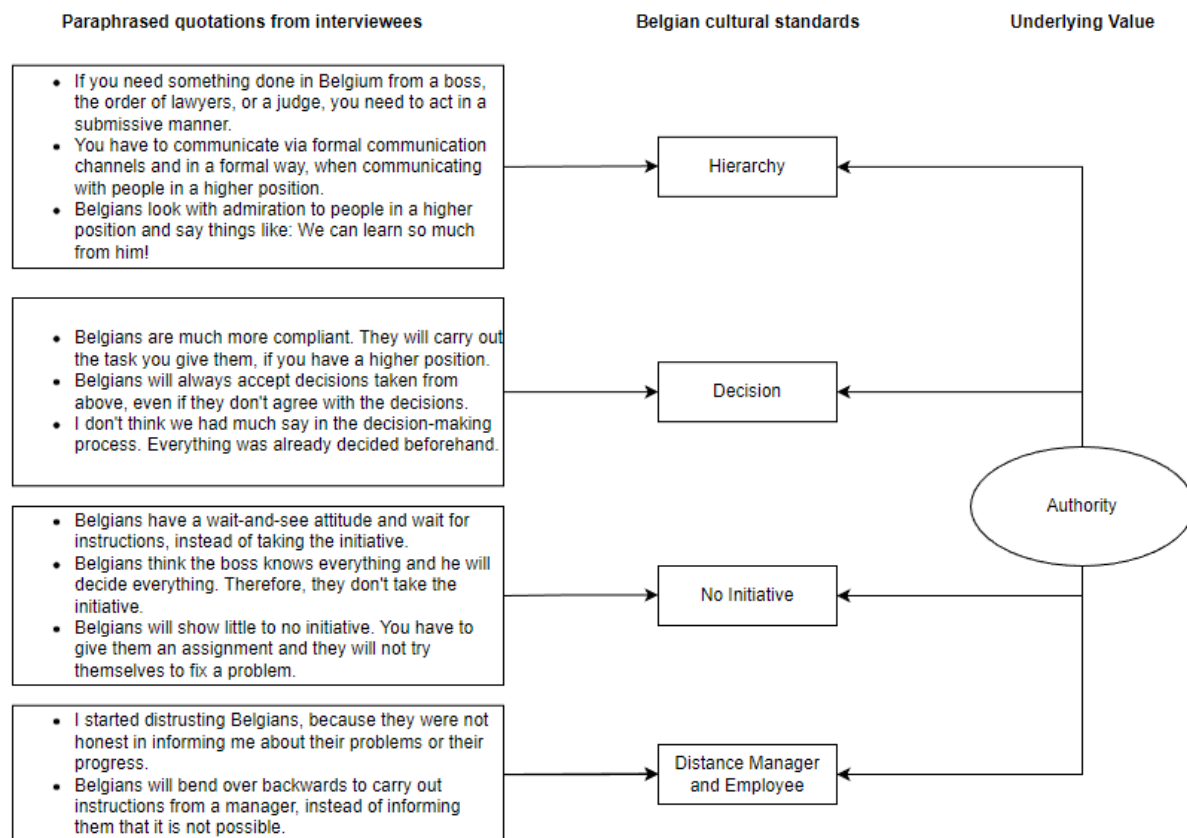 Paraphrased quotations from interviewees
Belgian cultural standards
Underlying Value
• If you need something done in Belgium from a boss,
the order of lawyers, or a judge, you need to act in a
submissive manner.
• You have to communicate via formal communication
channels and in a formal way, when communicating
with people in a higher position.
• Belgians look with admiration to people in a higher
position and say things like: We can learn so much
from him!
Hierarchy
• Belgians are much more compliant. They will carry out
the task you give them, if you have a higher position.
• Belgians will always accept decisions taken from
above, even if they don't agree with the decisions.
• I don't think we had much say in the decision-making
process. Everything was already decided beforehand.
Decision
Authority
• Belgians have a wait-and-see attitude and wait for
instructions, instead of taking the initiative.
• Belgians think the boss knows everything and he will
decide everything. Therefore, they don't take the
initiative.
• Belgians will show little to no initiative. You have to
give them an assignment and they will not try
themselves to fix a problem.
No Initiative
• I started distrusting Belgians, because they were not
honest in informing me about their problems or their
progress.
• Belgians will bend over backwards to carry out
instructions from a manager, instead of informing
them that it is not possible.
Distance Manager
and Employee